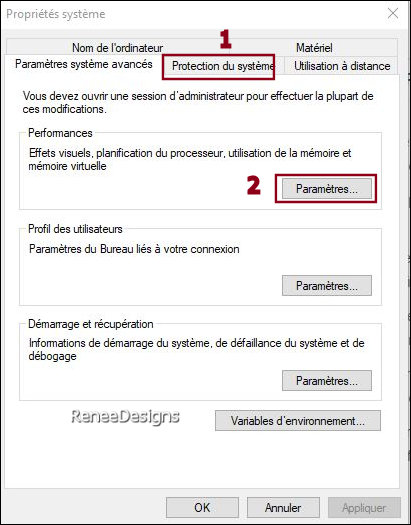 Propriétés système
1
Nom de l'ordinateur
Matériel
Paramètres système avancés
Protection du système
Utilisation à distance
Vous devez ouvrir une session d'administrateur pour effectuer la plupart de
ces modifications.
Performances
Effets visuels, planification du processeur, utilisation de la mémoire et
mémoire virtuelle
2
Paramètres...
Profil des utilisateurs
Paramètres du Bureau liés à votre connexion
Paramètres...
Démarrage et récupération
Informations de démarrage du système, de défaillance du système et de
débogage
Paramètres...
ReneeDesigns
Variables d'environnement...
OK
Annuler
Appliquer